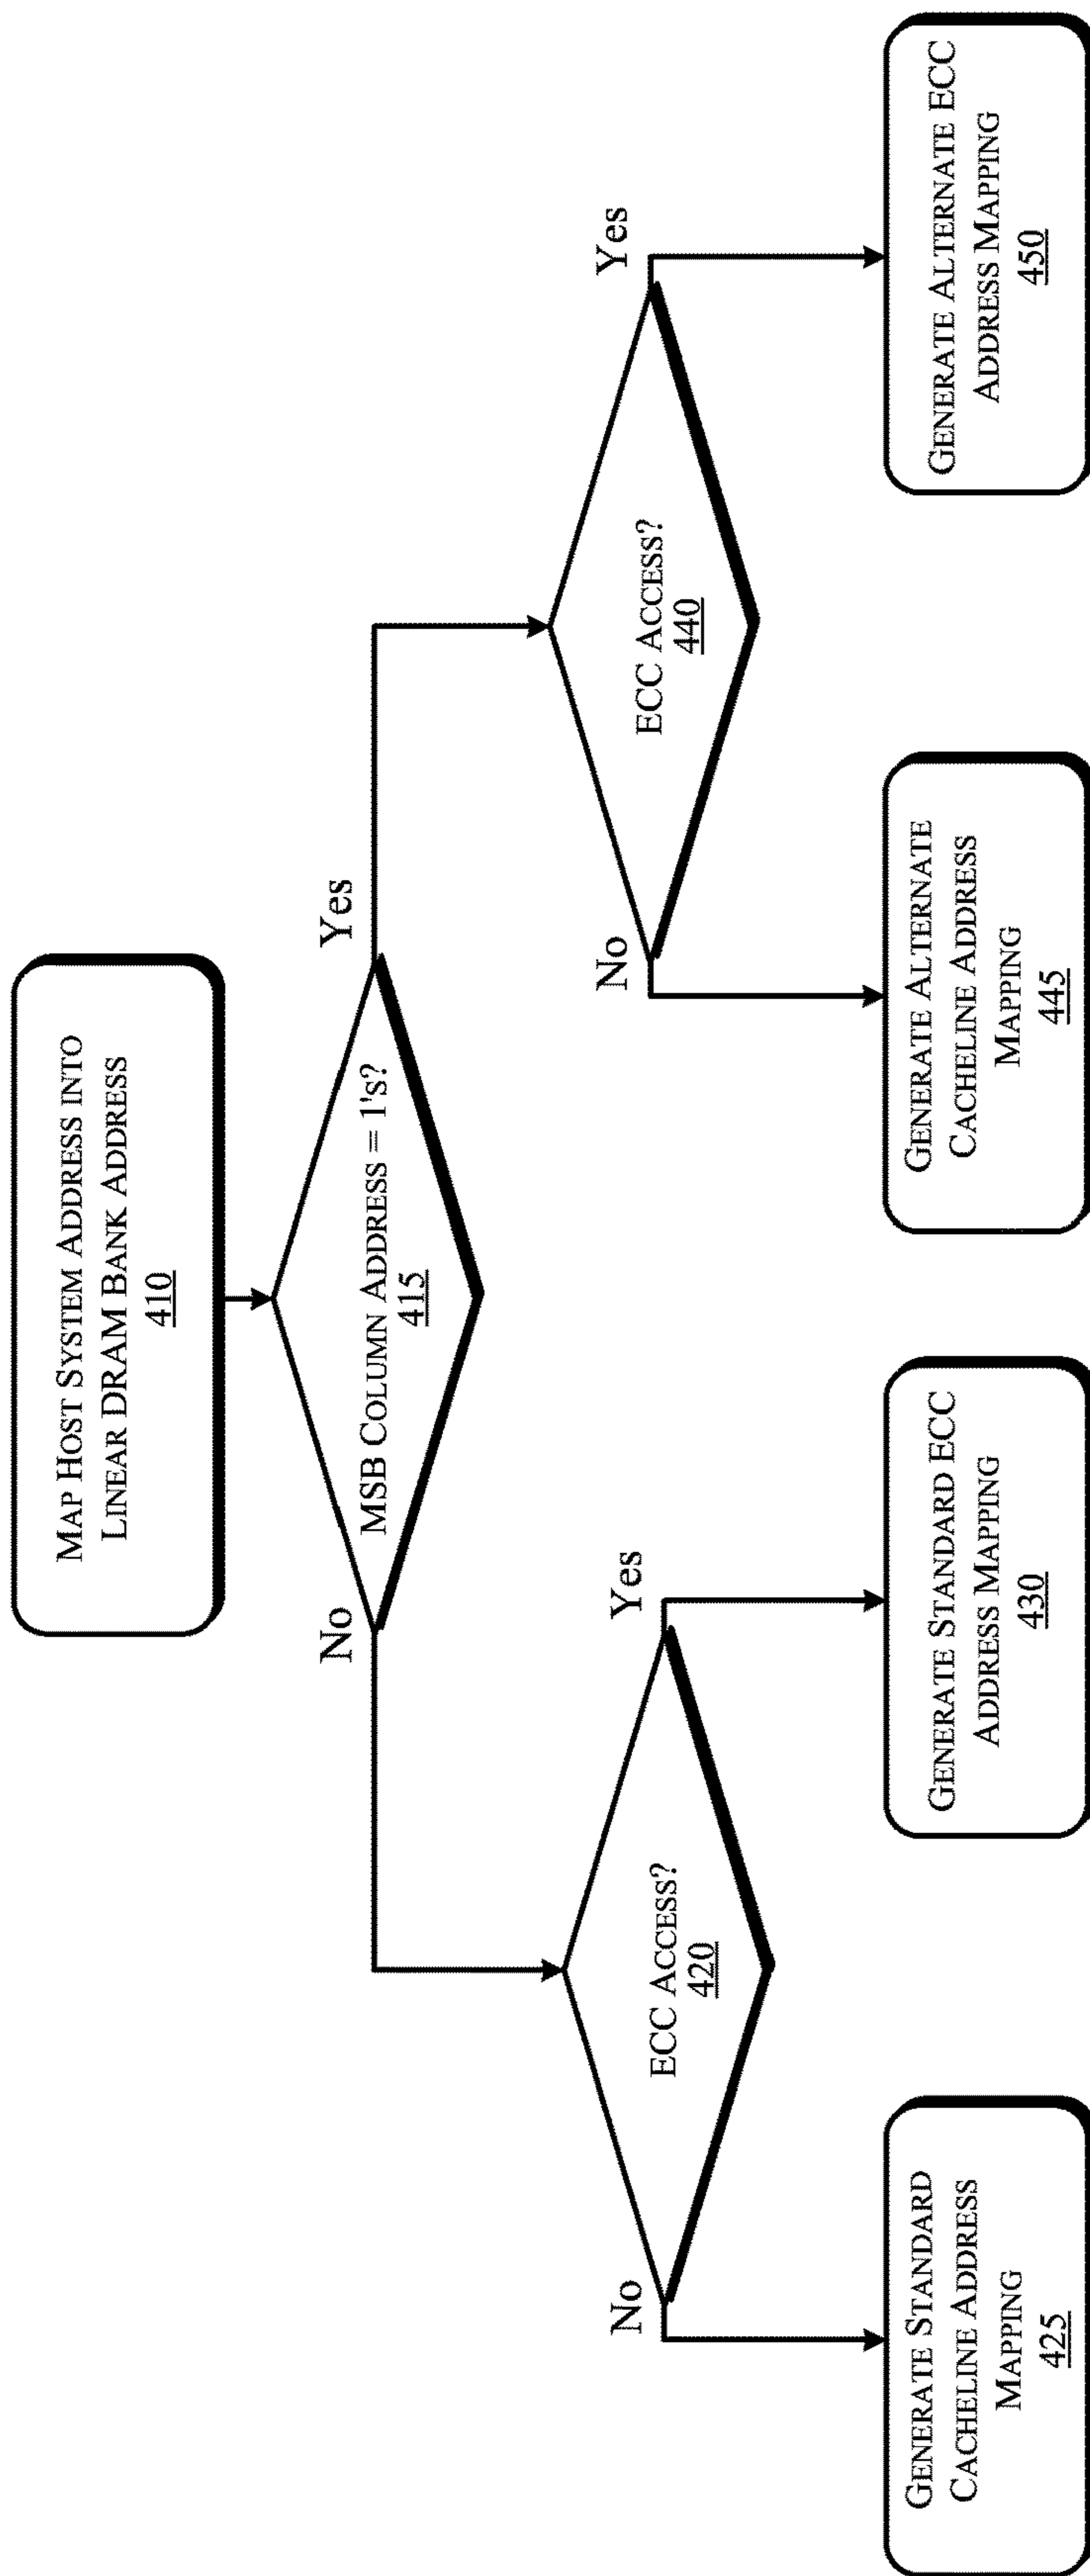 MAP HOST SYSTEM ADDRESS INTO
LINEAR DRAM BANK ADDRESS
410
MSB COLUMN ADDRESS = 1's?
415
No
Yes
ECC ACCESS?
420
No
Yes
ECC ACCESS?
440
No
Yes
GENERATE STANDARD
CACHELINE ADDRESS
MAPPING
425
GENERATE STANDARD ECC
ADDRESS MAPPING
430
GENERATE ALTERNATE
CACHELINE ADDRESS
MAPPING
445
GENERATE ALTERNATE ECC
ADDRESS MAPPING
450